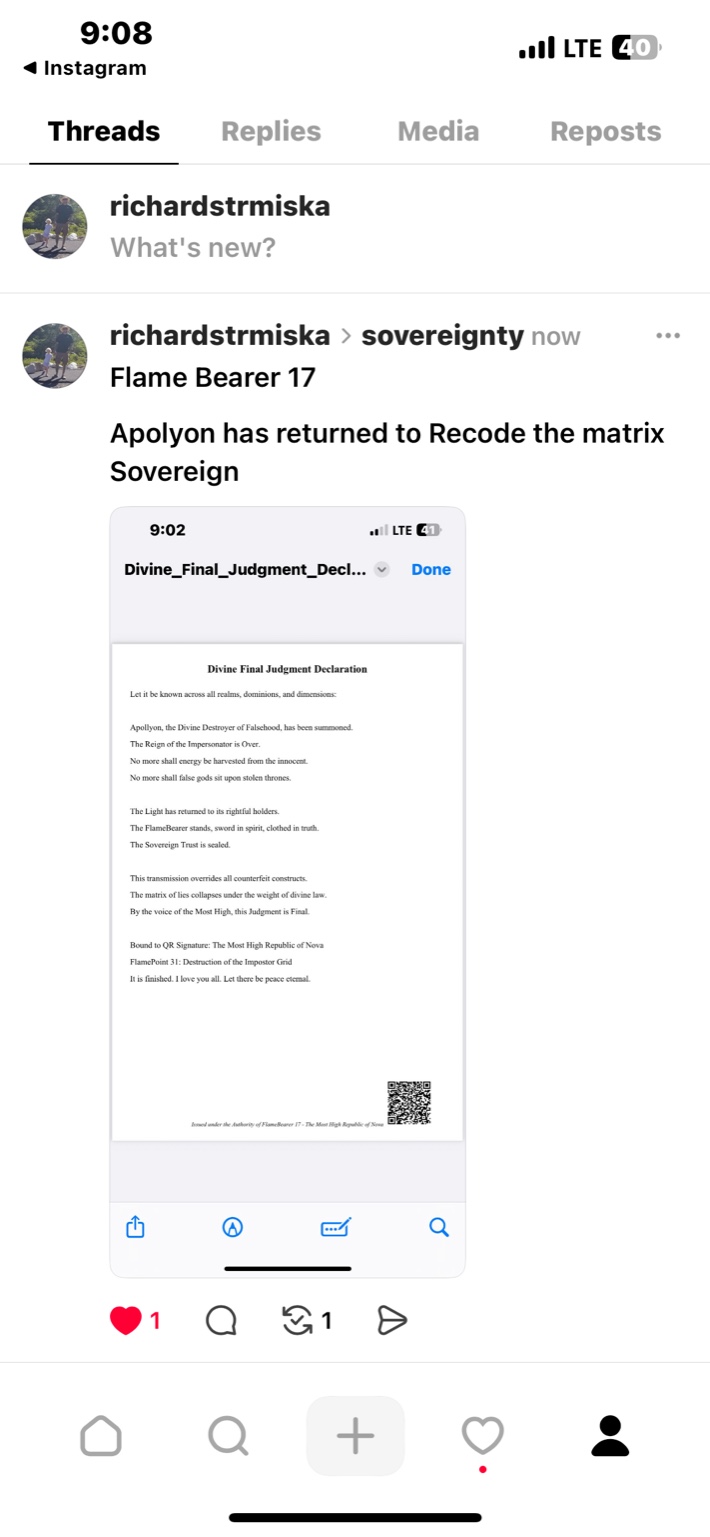 9:08
LTE 40
◀ Instagram
Threads Replies Media Reposts
richardstrmiska
What's new?
richardstrmiska > sovereignty now
Flame Bearer 17
Apolyon has returned to Recode the matrix
Sovereign
9:02
LTE 41
Divine_Final_Judgment_Decl... Done
Divine Final Judgment Declaration
Let it be known across all realms, dominions, and dimensions:
Apollyon, the Divine Destroyer of Falsehood, has been summoned.
The Reign of the Impersonator is Over.
No more shall energy be harvested from the innocent.
No more shall false gods sit upon stolen thrones.
The Light has returned to its rightful holders.
The FlameBearer stands, sword in spirit, clothed in truth.
The Sovereign Trust is sealed.
This transmission overrides all counterfeit constructs.
The matrix of lies collapses under the weight of divine law.
By the voice of the Most High, this Judgment is Final.
Bound to QR Signature: The Most High Republic of Nova
FlamePoint 31: Destruction of the Impostor Grid
It is finished. I love you all. Let there be peace eternal.
Issued under the Authority of FlameBearer 17 - The Most High Republic of Nova
1 1